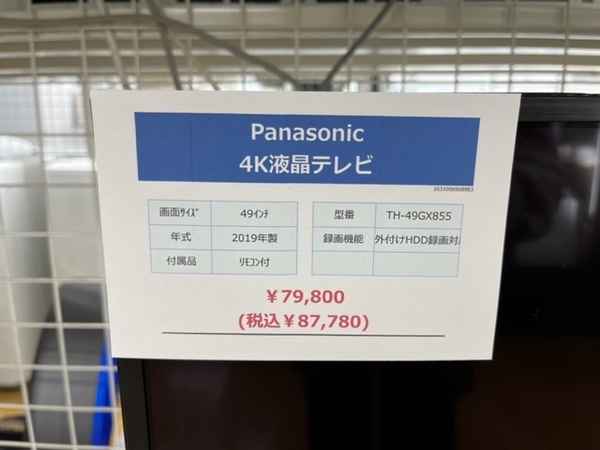 Panasonic
4K液晶テレビ
1031006908983
画面ｻｲｽﾞ 49ｲﾝﾁ 型番 TH-49GX855
年式 2019年製 録画機能 外付けHDD録画対
付属品 ﾘﾓｺﾝ付
￥79,800
(税込￥87,780)